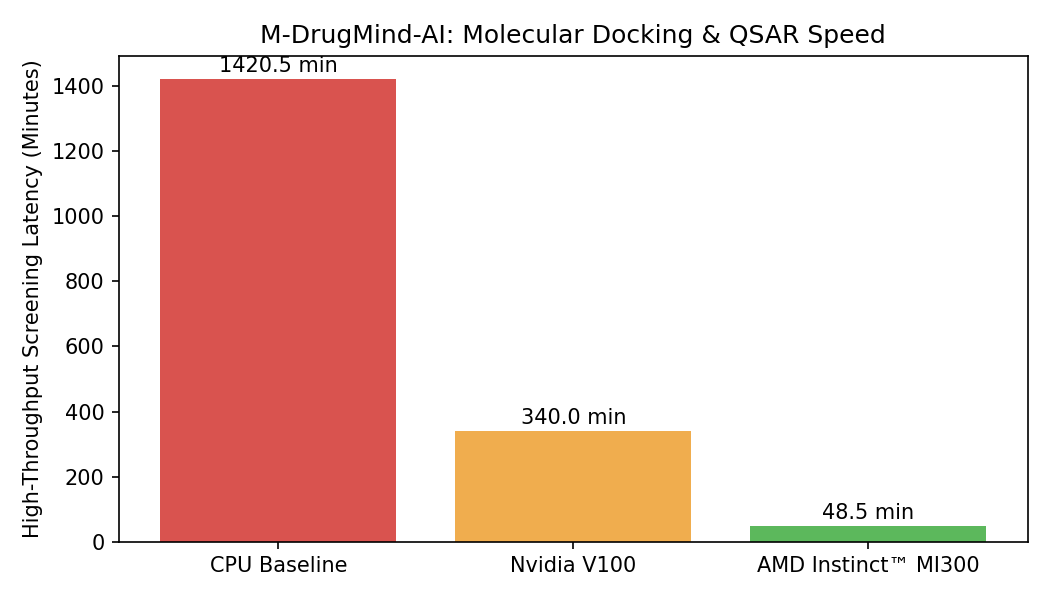 M-DrugMind-AI: Molecular Docking & QSAR Speed
High-Throughput Screening Latency (Minutes)
1400
1200
1000
800
600
400
200
0
1420.5 min
340.0 min
48.5 min
CPU Baseline
Nvidia V100
AMD Instinct™ MI300